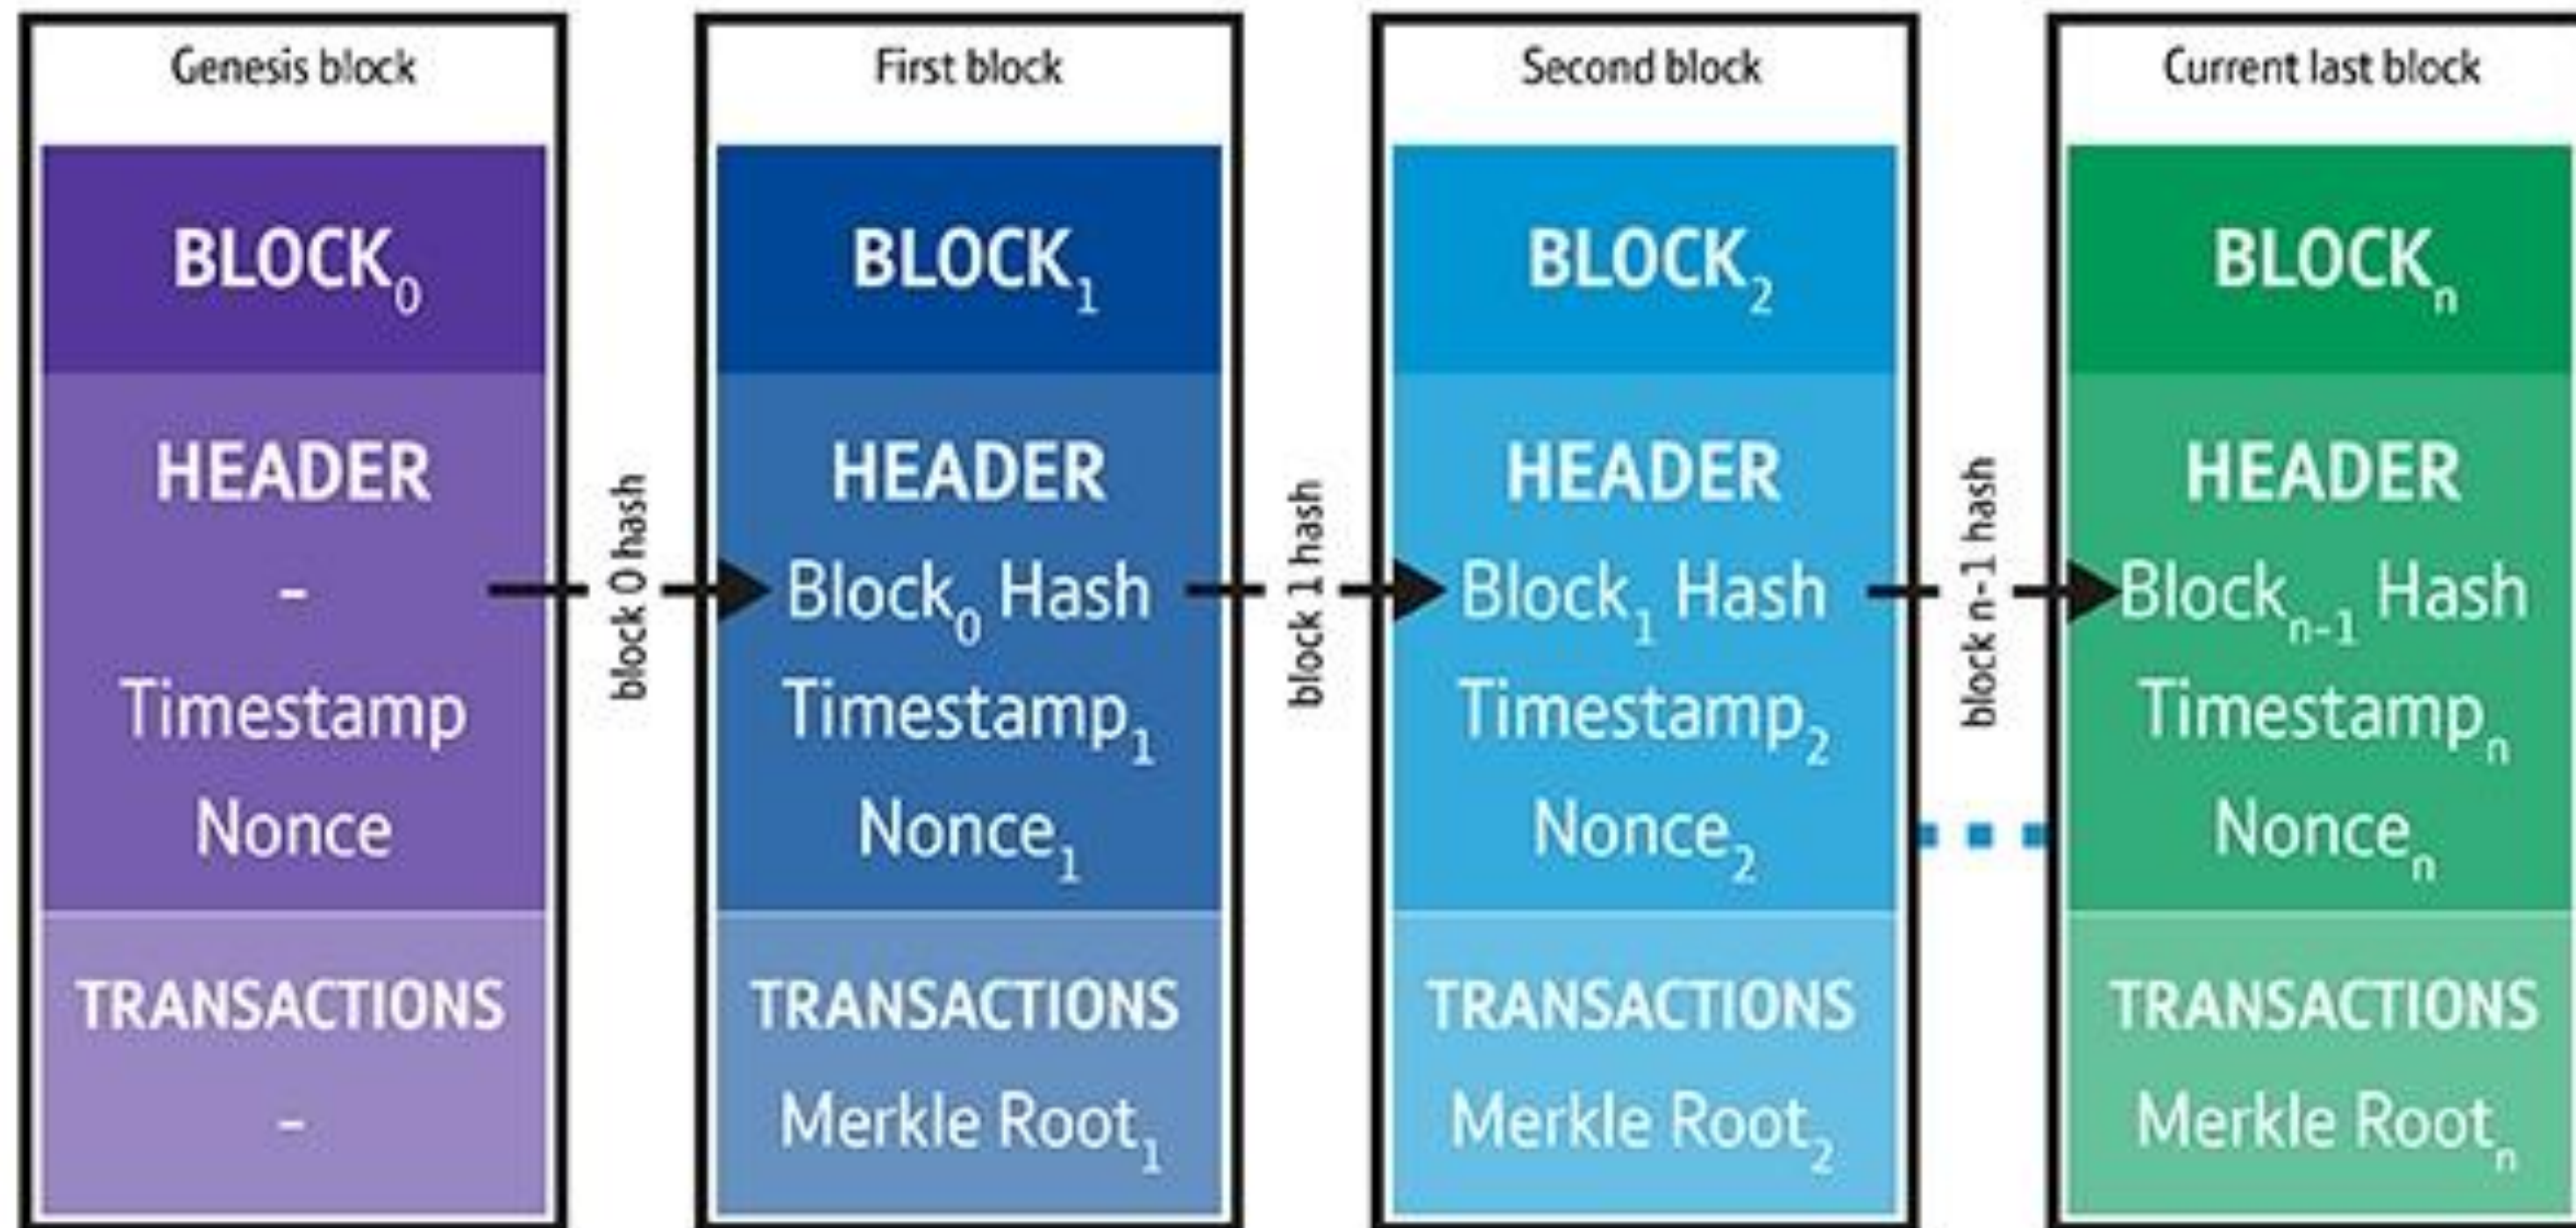 Genesis block
BLOCK₀
HEADER
-
Timestamp
Nonce
TRANSACTIONS
-
block 0 hash
First block
BLOCK₁
HEADER
Block₀ Hash
Timestamp₁
Nonce₁
TRANSACTIONS
Merkle Root₁
block 1 hash
Second block
BLOCK₂
HEADER
Block₁ Hash
Timestamp₂
Nonce₂
TRANSACTIONS
Merkle Root₂
block n-1 hash
Current last block
BLOCKₙ
HEADER
Blockₙ₋₁ Hash
Timestampₙ
Nonceₙ
TRANSACTIONS
Merkle Rootₙ